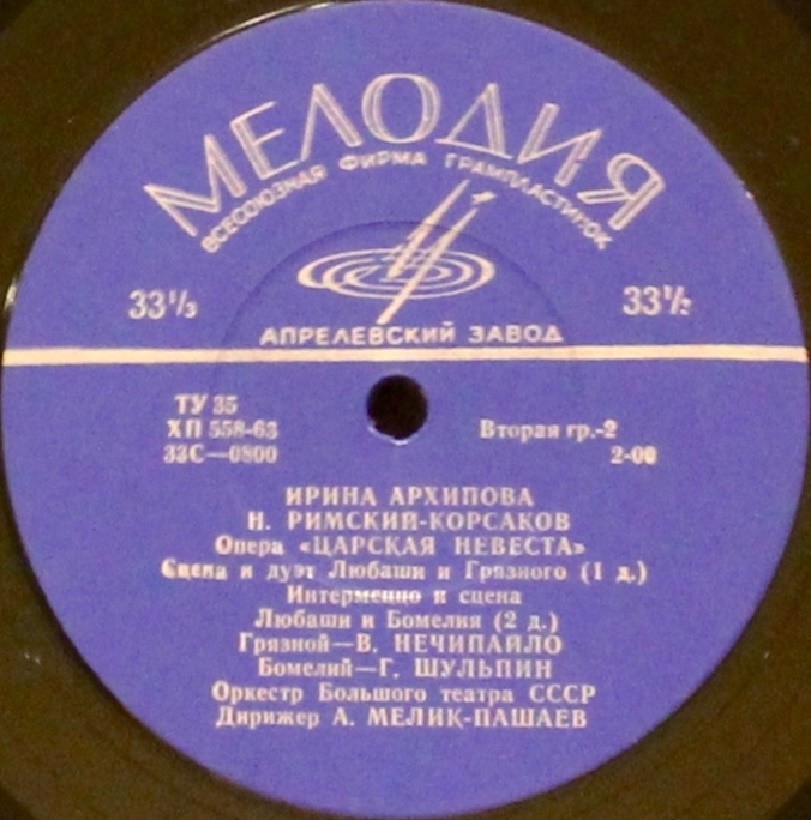 МЕЛОДИЯ
ВСЕСОЮЗНАЯ ФИРМА ГРАМПЛАСТИНОК
33⅓ 33⅓
АПРЕЛЕВСКИЙ ЗАВОД
ТУ 35
ХП 558-63 Вторая гр.-2
33С—0800 2-00
ИРИНА АРХИПОВА
Н. РИМСКИЙ-КОРСАКОВ
Опера «ЦАРСКАЯ НЕВЕСТА»
Сцена и дуэт Любаши и Грязного (1 д.)
Интермеццо и сцена
Любаши и Бомелия (2 д.)
Грязной—В. НЕЧИПАЙЛО
Бомелий—Г. ШУЛЬПИН
Оркестр Большого театра СССР
Дирижер А. МЕЛИК-ПАШАЕВ